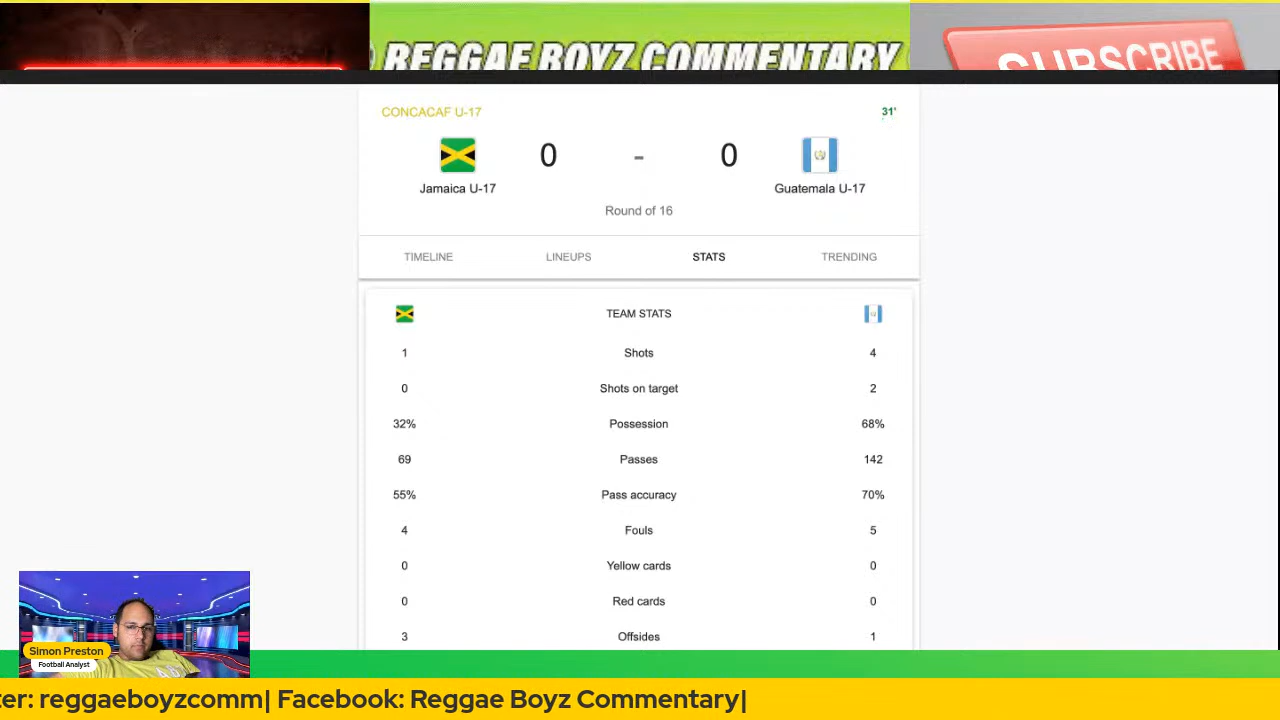 REGGAE BOYZ COMMENTARY
SUBSCRIBE
CONCACAF U-17
31'
0 - 0
Jamaica U-17 Guatemala U-17
Round of 16
TIMELINE LINEUPS STATS TRENDING
TEAM STATS
1 Shots 4
0 Shots on target 2
32% Possession 68%
69 Passes 142
55% Pass accuracy 70%
4 Fouls 5
0 Yellow cards 0
0 Red cards 0
3 Offsides 1
Simon Preston
Football Analyst
ter: reggaeboyzcomm| Facebook: Reggae Boyz Commentary|